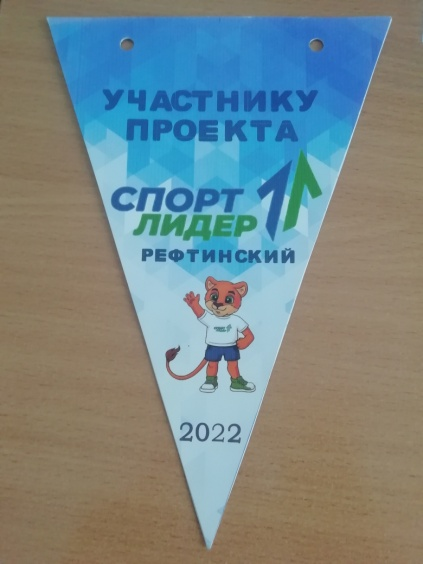 УЧАСТНИКУ
ПРОЕКТА
СПОРТ
ЛИДЕР
РЕФТИНСКИЙ
2022